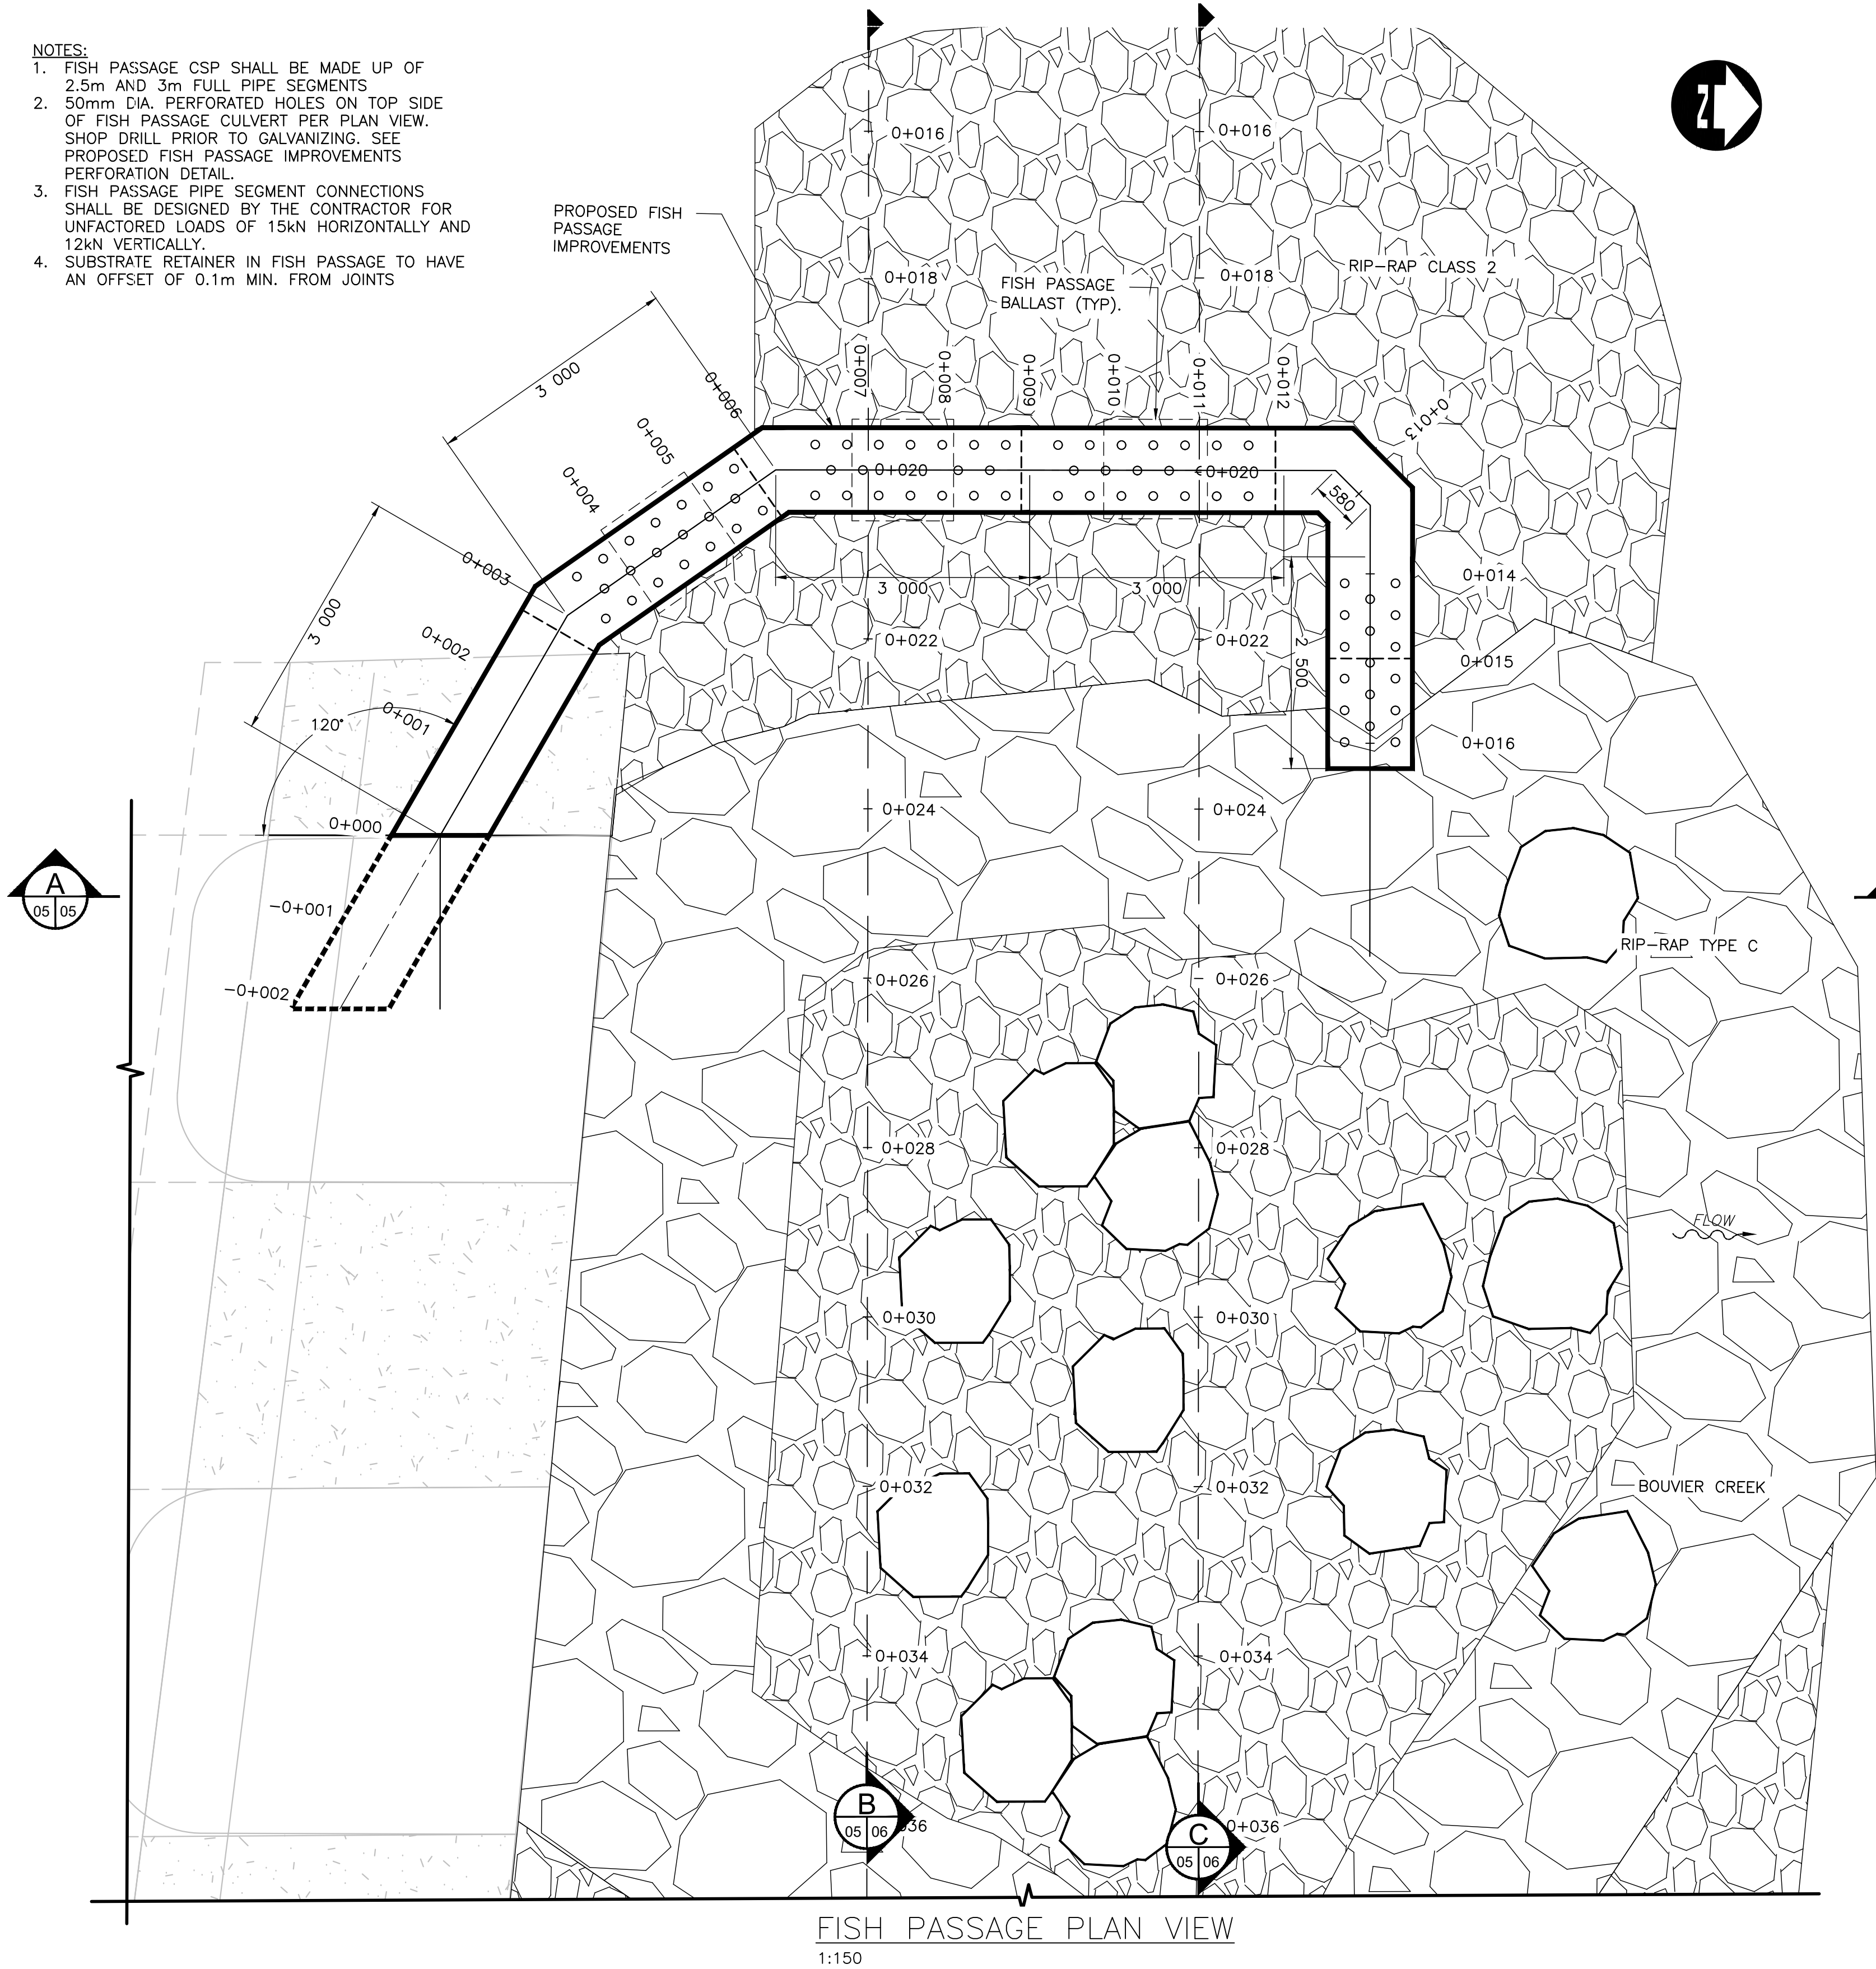 NOTES:
1. FISH PASSAGE CSP SHALL BE MADE UP OF
2.5m AND 3m FULL PIPE SEGMENTS
2. 50mm DIA. PERFORATED HOLES ON TOP SIDE
OF FISH PASSAGE CULVERT PER PLAN VIEW.
SHOP DRILL PRIOR TO GALVANIZING. SEE
PROPOSED FISH PASSAGE IMPROVEMENTS
PERFORATION DETAIL.
3. FISH PASSAGE PIPE SEGMENT CONNECTIONS
SHALL BE DESIGNED BY THE CONTRACTOR FOR
UNFACTORED LOADS OF 15kN HORIZONTALLY AND
12kN VERTICALLY.
4. SUBSTRATE RETAINER IN FISH PASSAGE TO HAVE
AN OFFSET OF 0.1m MIN. FROM JOINTS
N
0+016
0+016
PROPOSED FISH
PASSAGE
IMPROVEMENTS
0+018
0+018
FISH PASSAGE
BALLAST (TYP).
RIP-RAP CLASS 2
3 000
0+006
0+007
0+008
0+009
0+010
0+011
0+012
0+013
0+005
0+004
0+020
0+020
580
0+003
3 000
3 000
3 000
0+014
0+002
0+022
0+022
2 500
0+015
120°
0+001
0+016
0+000
0+024
0+024
A
05 05
-0+001
RIP-RAP TYPE C
-0+002
0+026
0+026
0+028
0+028
FLOW
0+030
0+030
0+032
0+032
BOUVIER CREEK
0+034
0+034
B
05 06
036
C
05 06
0+036
FISH PASSAGE PLAN VIEW
1:150